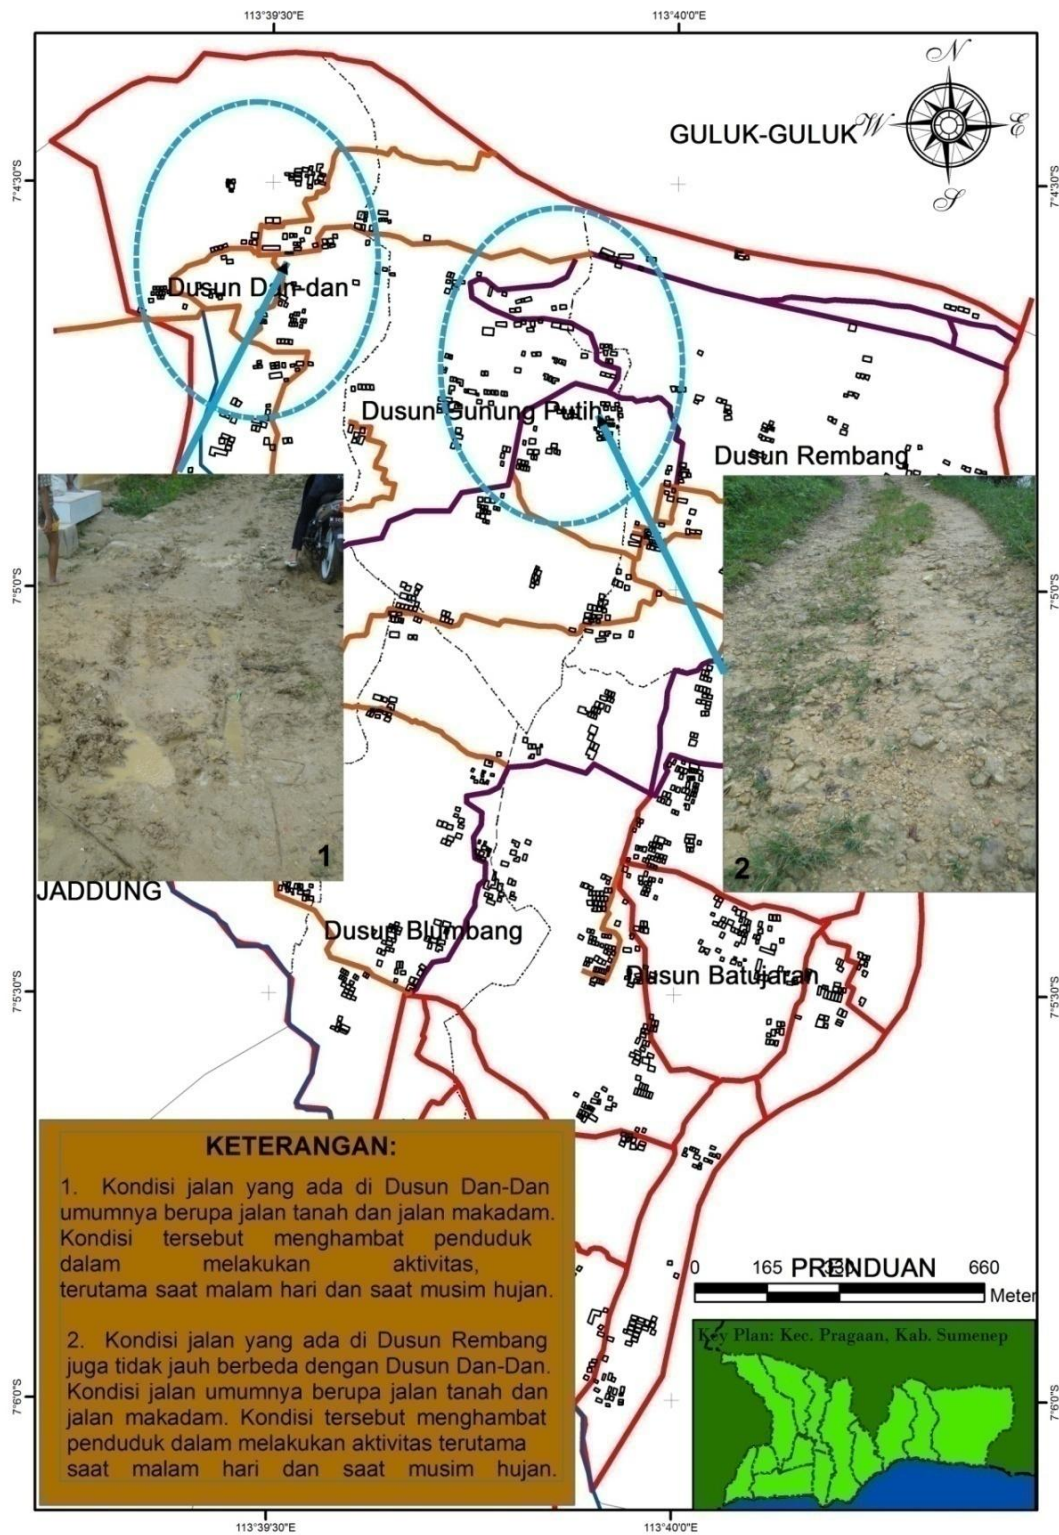 113°39'30"E
113°40'0"E
N
GULUK-GULUK
W
E
S
7°4'30"S
7°4'30"S
Dusun Dan-dan
Dusun Gunung Putih
Dusun Rembang
7°5'0"S
7°5'0"S
1
2
JADDUNG
Dusun Blumbang
Dusun Batujaran
7°5'30"S
7°5'30"S
KETERANGAN:
1. Kondisi jalan yang ada di Dusun Dan-Dan
umumnya berupa jalan tanah dan jalan makadam.
Kondisi tersebut menghambat penduduk
dalam melakukan aktivitas,
terutama saat malam hari dan saat musim hujan.
2. Kondisi jalan yang ada di Dusun Rembang
juga tidak jauh berbeda dengan Dusun Dan-Dan.
Kondisi jalan umumnya berupa jalan tanah dan
jalan makadam. Kondisi tersebut menghambat
penduduk dalam melakukan aktivitas terutama
saat malam hari dan saat musim hujan.
PRENDUAN
0 165 330 660
Meter
Key Plan: Kec. Pragaan, Kab. Sumenep
7°6'0"S
7°6'0"S
113°39'30"E
113°40'0"E